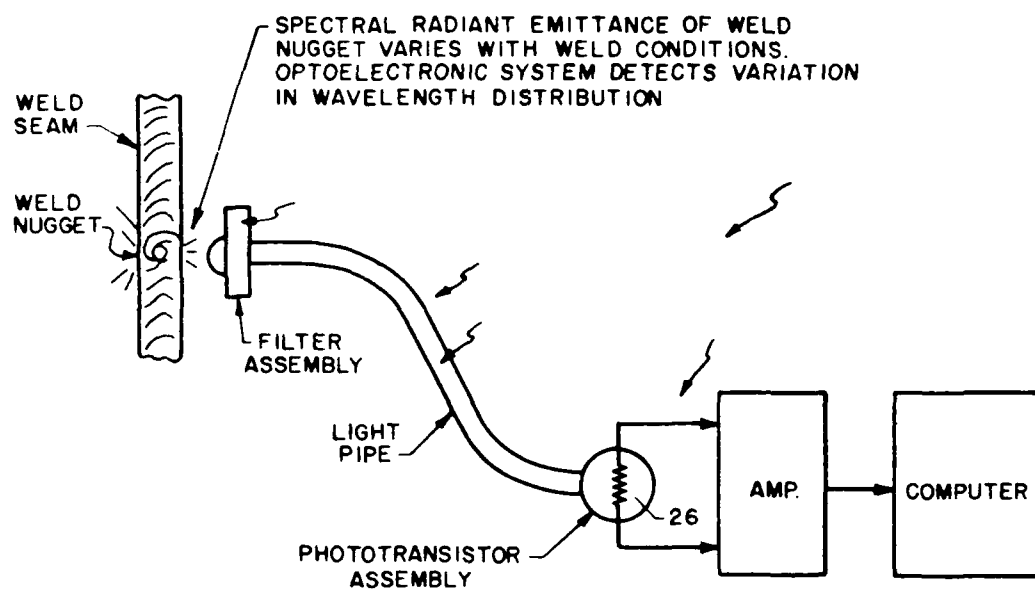 SPECTRAL RADIANT EMITTANCE OF WELD
NUGGET VARIES WITH WELD CONDITIONS.
OPTOELECTRONIC SYSTEM DETECTS VARIATION
IN WAVELENGTH DISTRIBUTION
WELD
SEAM
WELD
NUGGET
FILTER
ASSEMBLY
LIGHT
PIPE
26
AMP.
COMPUTER
PHOTOTRANSISTOR
ASSEMBLY